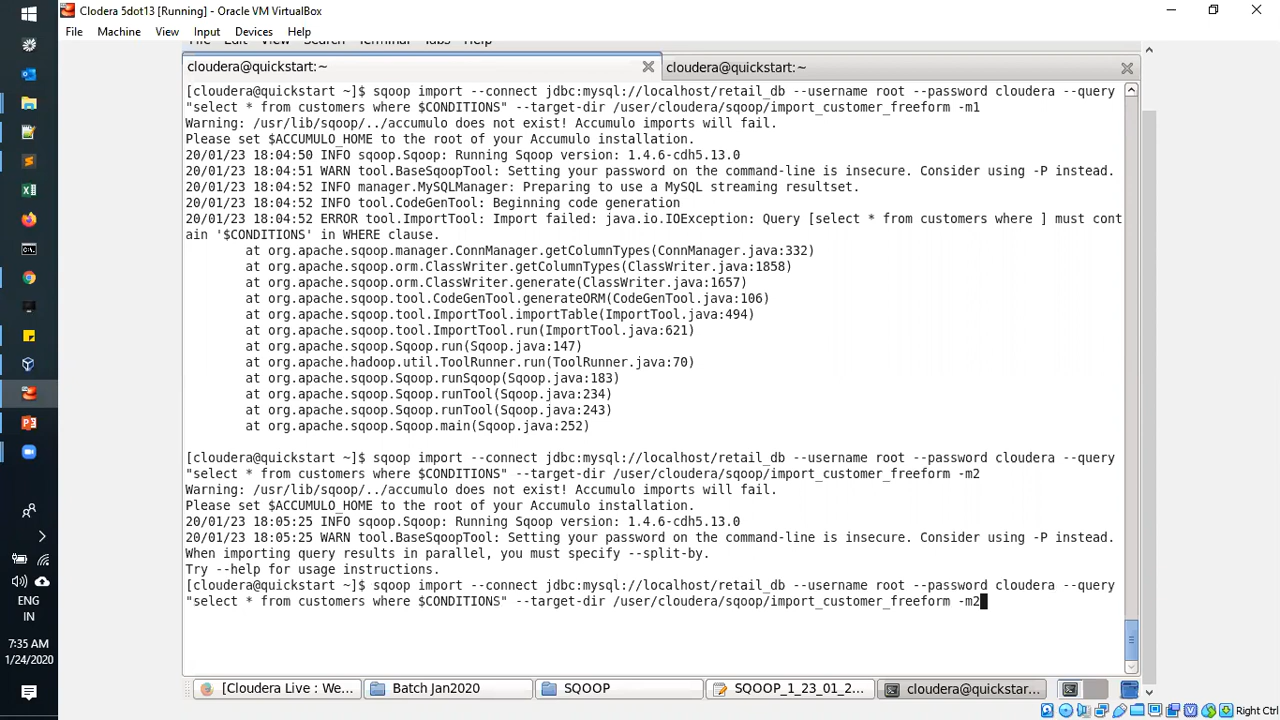 Clodera 5dot13 [Running] - Oracle VM VirtualBox
File Machine View Input Devices Help
File Edit View Search Terminal Tabs Help
cloudera@quickstart:~
cloudera@quickstart:~
[cloudera@quickstart ~]$ sqoop import --connect jdbc:mysql://localhost/retail_db --username root --password cloudera --query
"select * from customers where $CONDITIONS" --target-dir /user/cloudera/sqoop/import_customer_freeform -m1
Warning: /usr/lib/sqoop/../accumulo does not exist! Accumulo imports will fail.
Please set $ACCUMULO_HOME to the root of your Accumulo installation.
20/01/23 18:04:50 INFO sqoop.Sqoop: Running Sqoop version: 1.4.6-cdh5.13.0
20/01/23 18:04:51 WARN tool.BaseSqoopTool: Setting your password on the command-line is insecure. Consider using -P instead.
20/01/23 18:04:52 INFO manager.MySQLManager: Preparing to use a MySQL streaming resultset.
20/01/23 18:04:52 INFO tool.CodeGenTool: Beginning code generation
20/01/23 18:04:52 ERROR tool.ImportTool: Import failed: java.io.IOException: Query [select * from customers where ] must cont
ain '$CONDITIONS' in WHERE clause.
at org.apache.sqoop.manager.ConnManager.getColumnTypes(ConnManager.java:332)
at org.apache.sqoop.orm.ClassWriter.getColumnTypes(ClassWriter.java:1858)
at org.apache.sqoop.orm.ClassWriter.generate(ClassWriter.java:1657)
at org.apache.sqoop.tool.CodeGenTool.generateORM(CodeGenTool.java:106)
at org.apache.sqoop.tool.ImportTool.importTable(ImportTool.java:494)
at org.apache.sqoop.tool.ImportTool.run(ImportTool.java:621)
at org.apache.sqoop.Sqoop.run(Sqoop.java:147)
at org.apache.hadoop.util.ToolRunner.run(ToolRunner.java:70)
at org.apache.sqoop.Sqoop.runSqoop(Sqoop.java:183)
at org.apache.sqoop.Sqoop.runTool(Sqoop.java:234)
at org.apache.sqoop.Sqoop.runTool(Sqoop.java:243)
at org.apache.sqoop.Sqoop.main(Sqoop.java:252)
[cloudera@quickstart ~]$ sqoop import --connect jdbc:mysql://localhost/retail_db --username root --password cloudera --query
"select * from customers where $CONDITIONS" --target-dir /user/cloudera/sqoop/import_customer_freeform -m2
Warning: /usr/lib/sqoop/../accumulo does not exist! Accumulo imports will fail.
Please set $ACCUMULO_HOME to the root of your Accumulo installation.
20/01/23 18:05:25 INFO sqoop.Sqoop: Running Sqoop version: 1.4.6-cdh5.13.0
20/01/23 18:05:25 WARN tool.BaseSqoopTool: Setting your password on the command-line is insecure. Consider using -P instead.
When importing query results in parallel, you must specify --split-by.
Try --help for usage instructions.
[cloudera@quickstart ~]$ sqoop import --connect jdbc:mysql://localhost/retail_db --username root --password cloudera --query
"select * from customers where $CONDITIONS" --target-dir /user/cloudera/sqoop/import_customer_freeform -m2
ENG
IN
7:35 AM
1/24/2020
[Cloudera Live : We...
Batch Jan2020
SQOOP
SQOOP_1_23_01_2...
cloudera@quickstar...
Right Ctrl